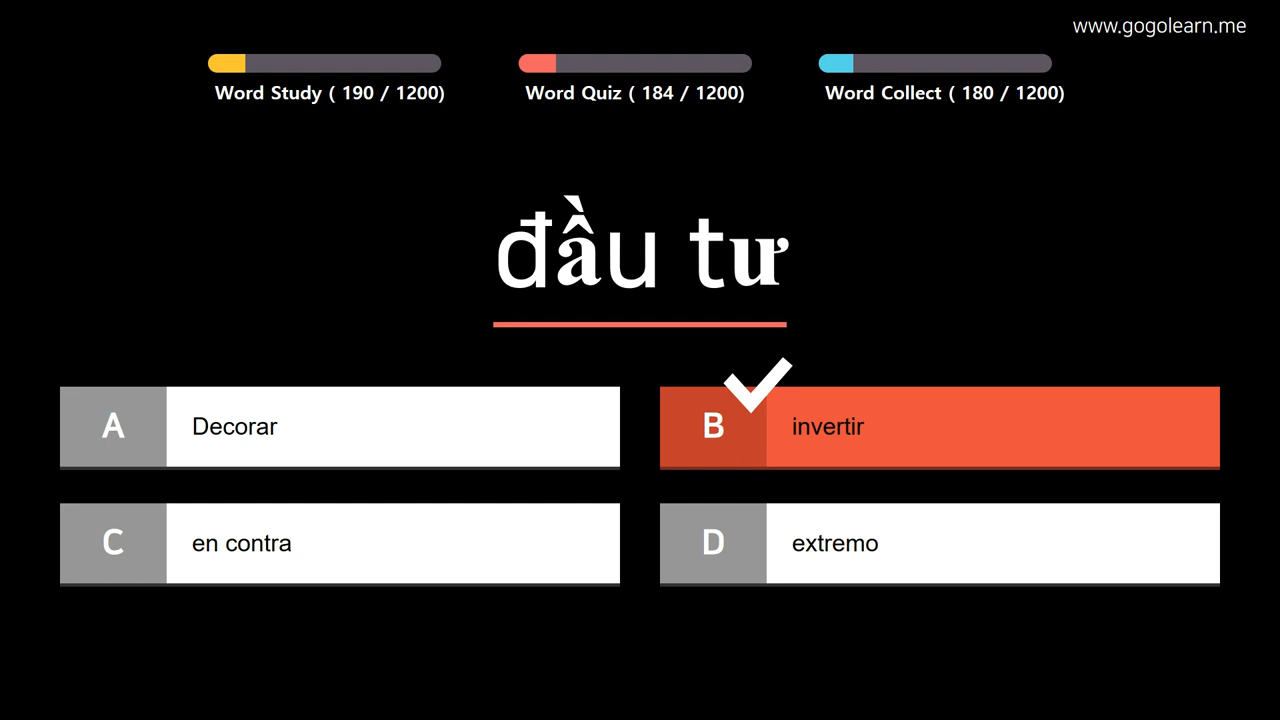 www.gogolearn.me
Word Study ( 190 / 1200)
Word Quiz ( 184 / 1200)
Word Collect ( 180 / 1200)
đầu tư
A Decorar
B invertir
C en contra
D extremo